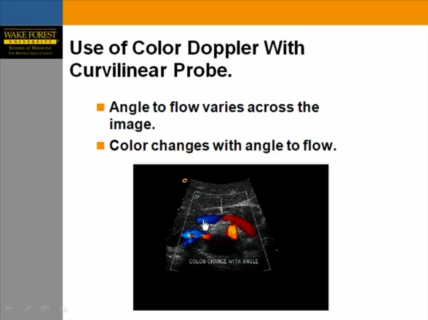 WAKE FOREST
UNIVERSITY
SCHOOL of MEDICINE
Use of Color Doppler With
Curvilinear Probe.
Angle to flow varies across the
image.
Color changes with angle to flow.
COLOR CHANGE WITH ANGLE